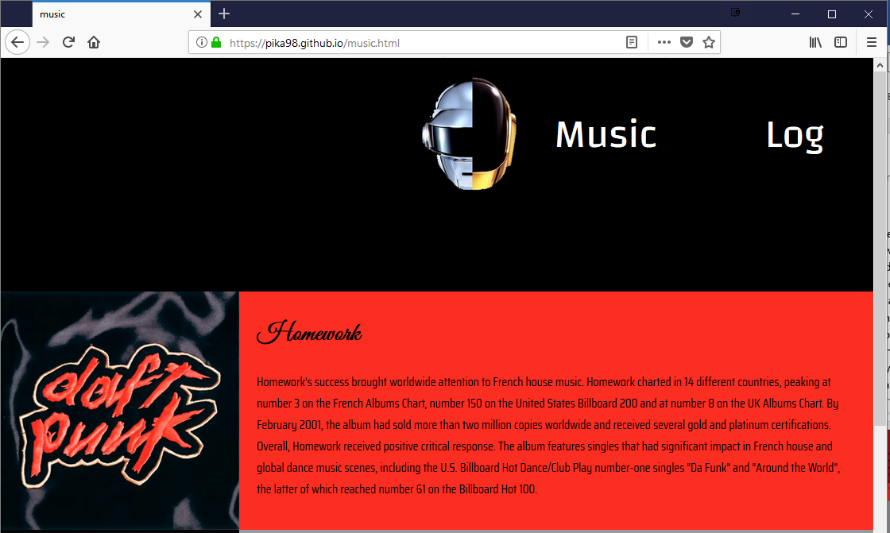 music
https://pika98.github.io/music.html
Music
Log
daft
punk
Homework
Homework's success brought worldwide attention to French house music. Homework charted in 14 different countries, peaking at
number 3 on the French Albums Chart, number 150 on the United States Billboard 200 and at number 8 on the UK Albums Chart. By
February 2001, the album had sold more than two million copies worldwide and received several gold and platinum certifications.
Overall, Homework received positive critical response. The album features singles that had significant impact in French house and
global dance music scenes, including the U.S. Billboard Hot Dance/Club Play number-one singles "Da Funk" and "Around the World",
the latter of which reached number 61 on the Billboard Hot 100.